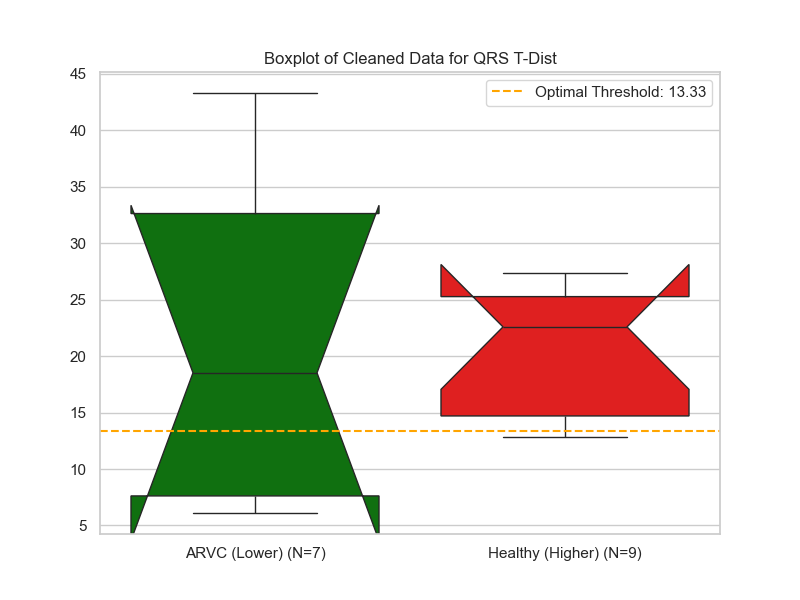 Boxplot of Cleaned Data for QRS T-Dist
Optimal Threshold: 13.33
45
40
35
30
25
20
15
10
5
ARVC (Lower) (N=7)
Healthy (Higher) (N=9)